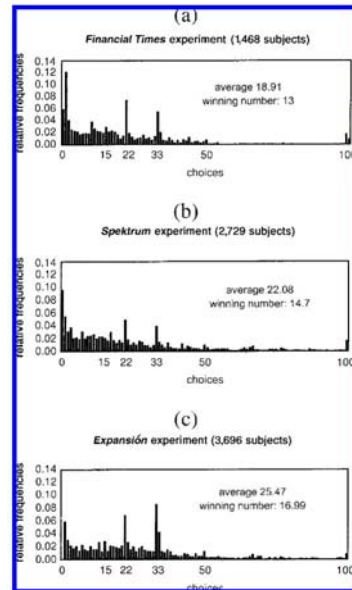 (a)
Financial Times experiment (1,468 subjects)
relative frequencies
0.14
0.12
0.10
0.08
0.06
0.04
0.02
0.00
average 18.91
winning number: 13
0 15 22 33 50 100
choices
(b)
Spektrum experiment (2,729 subjects)
relative frequencies
0.14
0.12
0.10
0.08
0.06
0.04
0.02
0.00
average 22.08
winning number: 14.7
0 15 22 33 50 100
choices
(c)
Expansión experiment (3,696 subjects)
relative frequencies
0.14
0.12
0.10
0.08
0.06
0.04
0.02
0.00
average 25.47
winning number: 16.99
0 15 22 33 50 100
choices